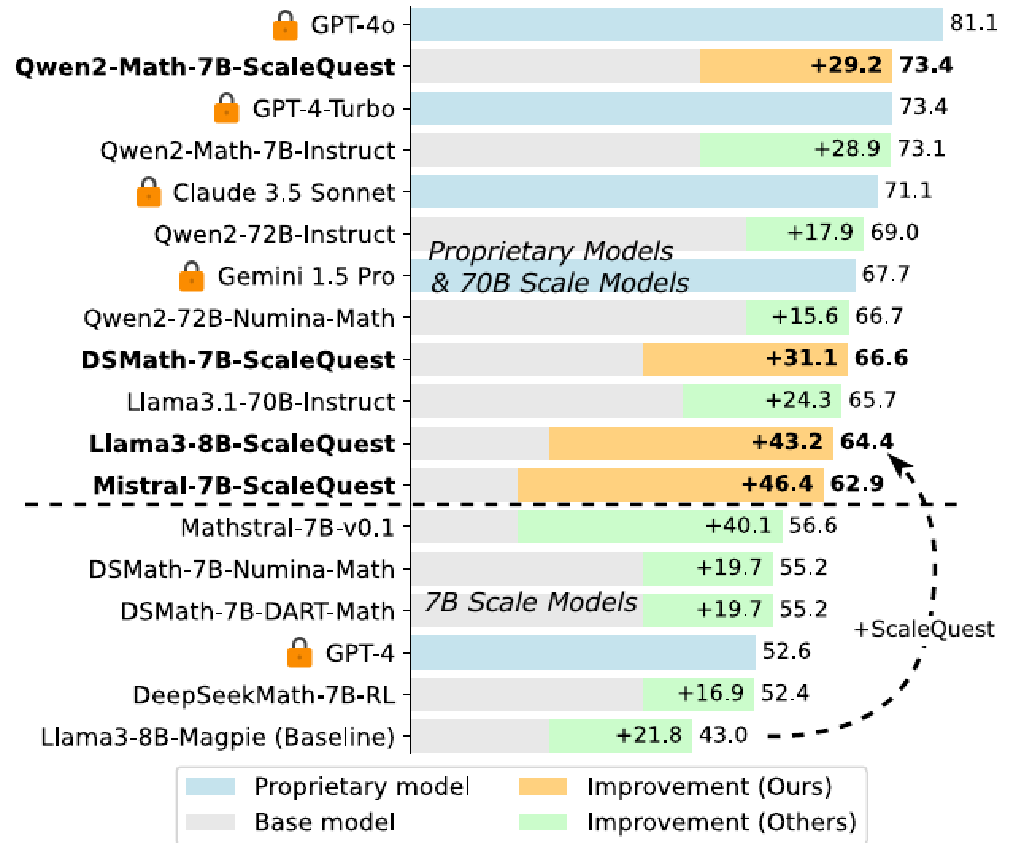 GPT-4o 81.1
Qwen2-Math-7B-ScaleQuest +29.2 73.4
GPT-4-Turbo 73.4
Qwen2-Math-7B-Instruct +28.9 73.1
Claude 3.5 Sonnet 71.1
Qwen2-72B-Instruct +17.9 69.0
Proprietary Models
& 70B Scale Models
Gemini 1.5 Pro 67.7
Qwen2-72B-Numina-Math +15.6 66.7
DSMath-7B-ScaleQuest +31.1 66.6
Llama3.1-70B-Instruct +24.3 65.7
Llama3-8B-ScaleQuest +43.2 64.4
Mistral-7B-ScaleQuest +46.4 62.9
Mathstral-7B-v0.1 +40.1 56.6
DSMath-7B-Numina-Math +19.7 55.2
7B Scale Models
DSMath-7B-DART-Math +19.7 55.2
+ScaleQuest
GPT-4 52.6
DeepSeekMath-7B-RL +16.9 52.4
Llama3-8B-Magpie (Baseline) +21.8 43.0
Proprietary model
Improvement (Ours)
Base model
Improvement (Others)